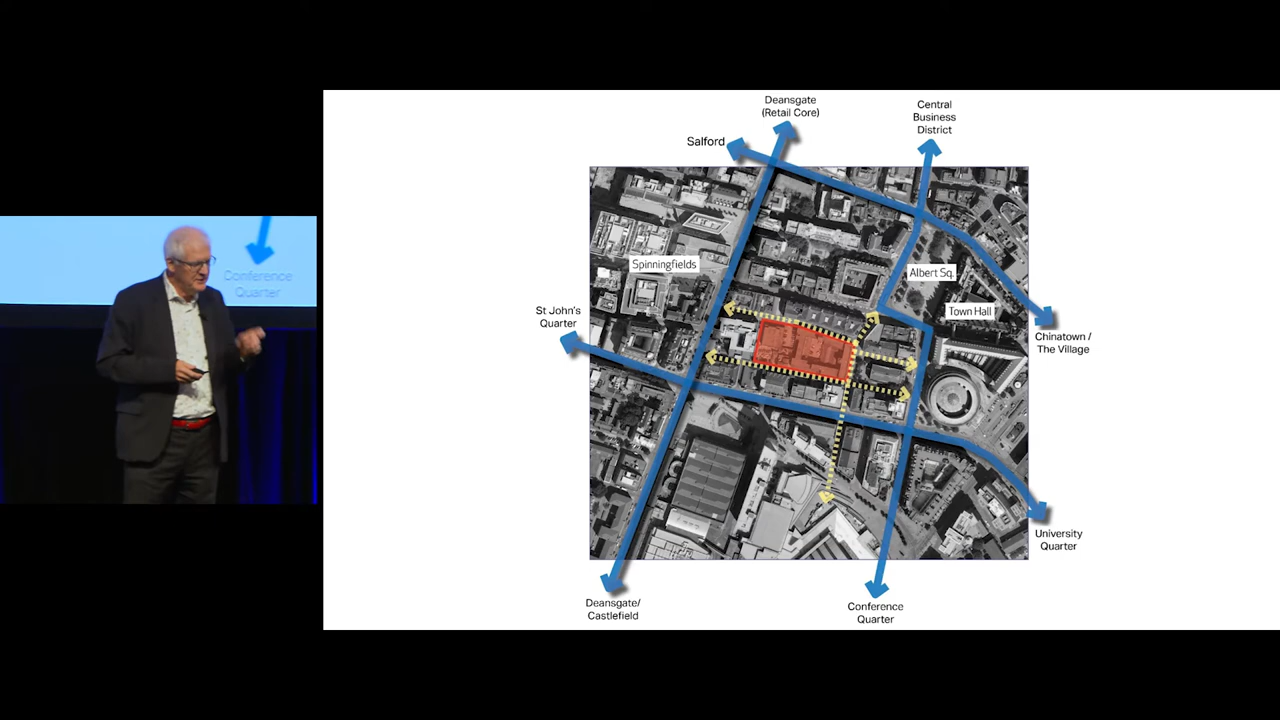 Deansgate
(Retail Core)
Central
Business
District
Salford
Spinningfields
Albert Sq.
Town Hall
St John's
Quarter
Chinatown /
The Village
University
Quarter
Deansgate/
Castlefield
Conference
Quarter
Conference
Quarter